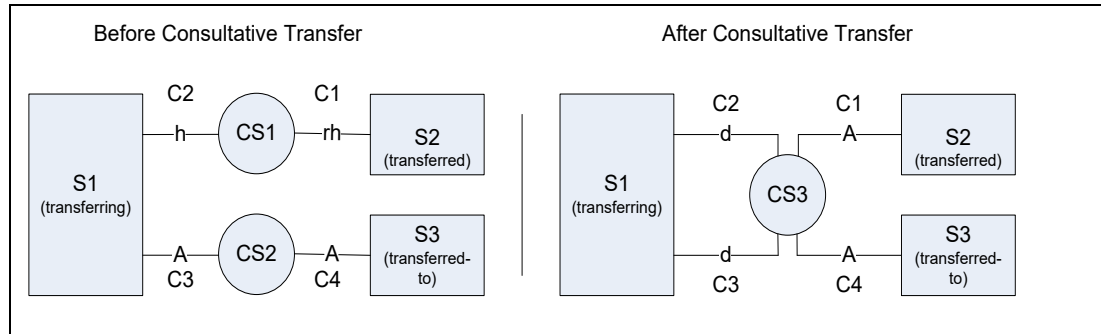 Before Consultative Transfer
After Consultative Transfer
C2
C1
S1
(transferring)
h
CS1
rh
S2
(transferred)
A
CS2
A
C3
C4
S3
(transferred-
to)
C2
C1
S1
(transferring)
d
A
S2
(transferred)
CS3
d
A
C3
C4
S3
(transferred-
to)